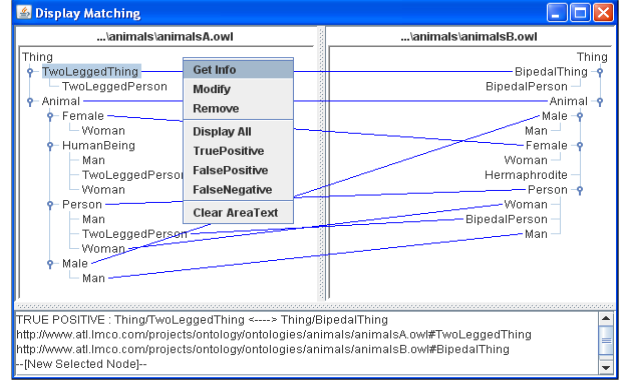 Display Matching
...\animals\animalsA.owl
...\animals\animalsB.owl
Thing
TwoLeggedThing
TwoLeggedPerson
Animal
Female
Woman
HumanBeing
Man
TwoLeggedPerson
Woman
Person
Man
TwoLeggedPerson
Woman
Male
Man
Get Info
Modify
Remove
Display All
TruePositive
FalsePositive
FalseNegative
Clear AreaText
Thing
BipedalThing
BipedalPerson
Animal
Male
Man
Female
Woman
Hermaphrodite
Person
Woman
BipedalPerson
Man
TRUE POSITIVE : Thing/TwoLeggedThing <----> Thing/BipedalThing
http://www.atl.lmco.com/projects/ontology/ontologies/animals/animalsA.owl#TwoLeggedThing
http://www.atl.lmco.com/projects/ontology/ontologies/animals/animalsB.owl#BipedalThing
--[New Selected Node]--